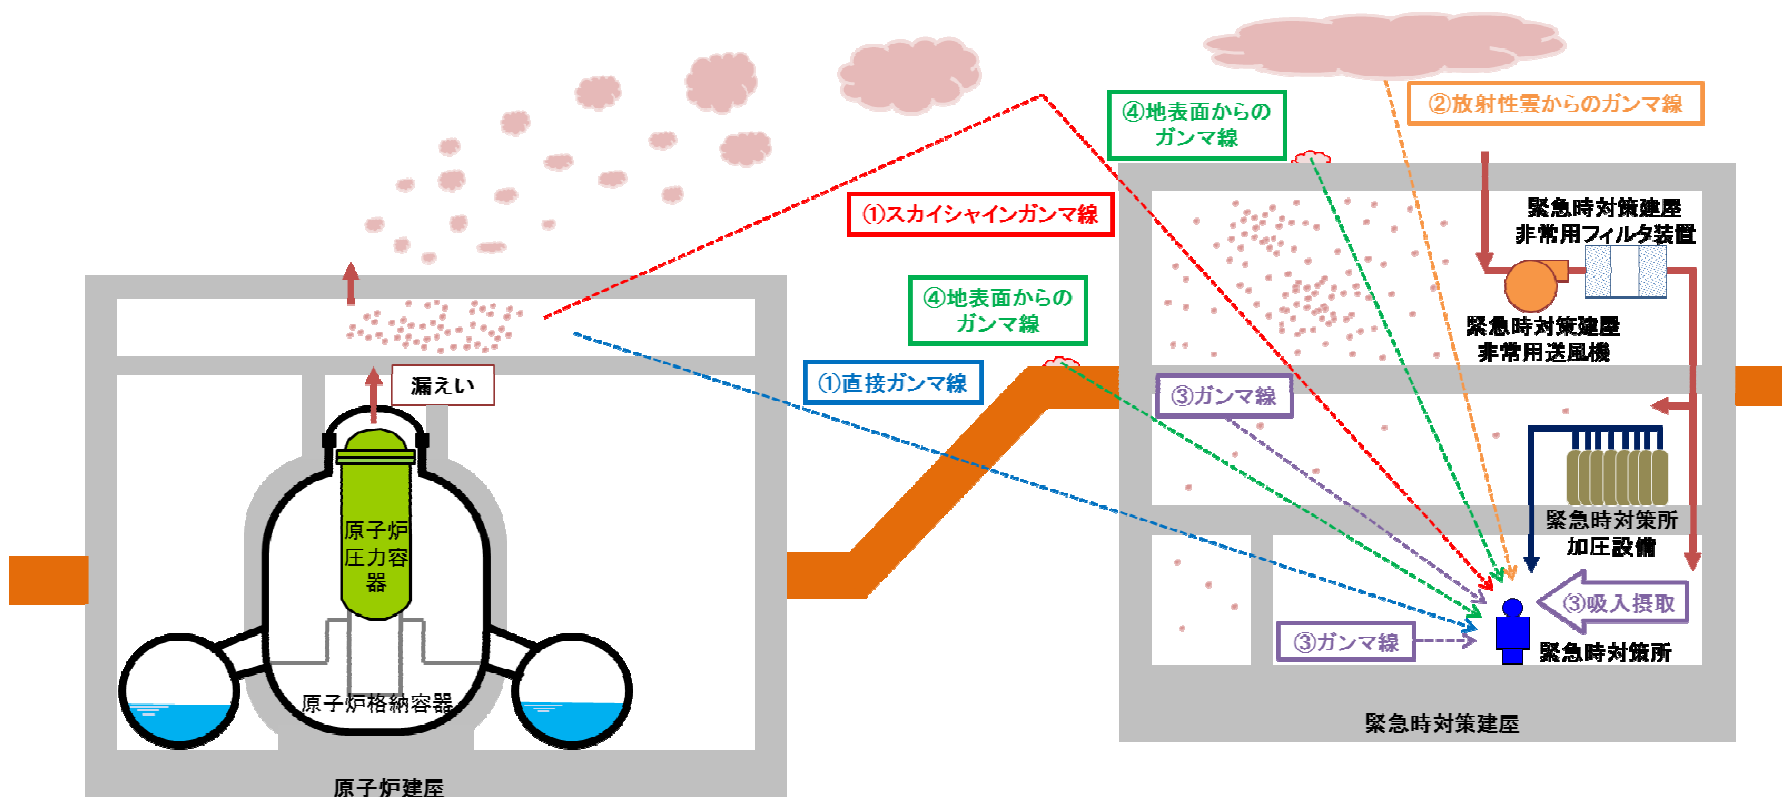 ④地表面からの
ガンマ線
②放射性雲からのガンマ線
①スカイシャインガンマ線
緊急時対策建屋
非常用フィルタ装置
④地表面からの
ガンマ線
緊急時対策建屋
非常用送風機
漏えい
①直接ガンマ線
③ガンマ線
原子炉
圧力容
器
緊急時対策所
加圧設備
③吸入摂取
③ガンマ線
緊急時対策所
原子炉格納容器
緊急時対策建屋
原子炉建屋